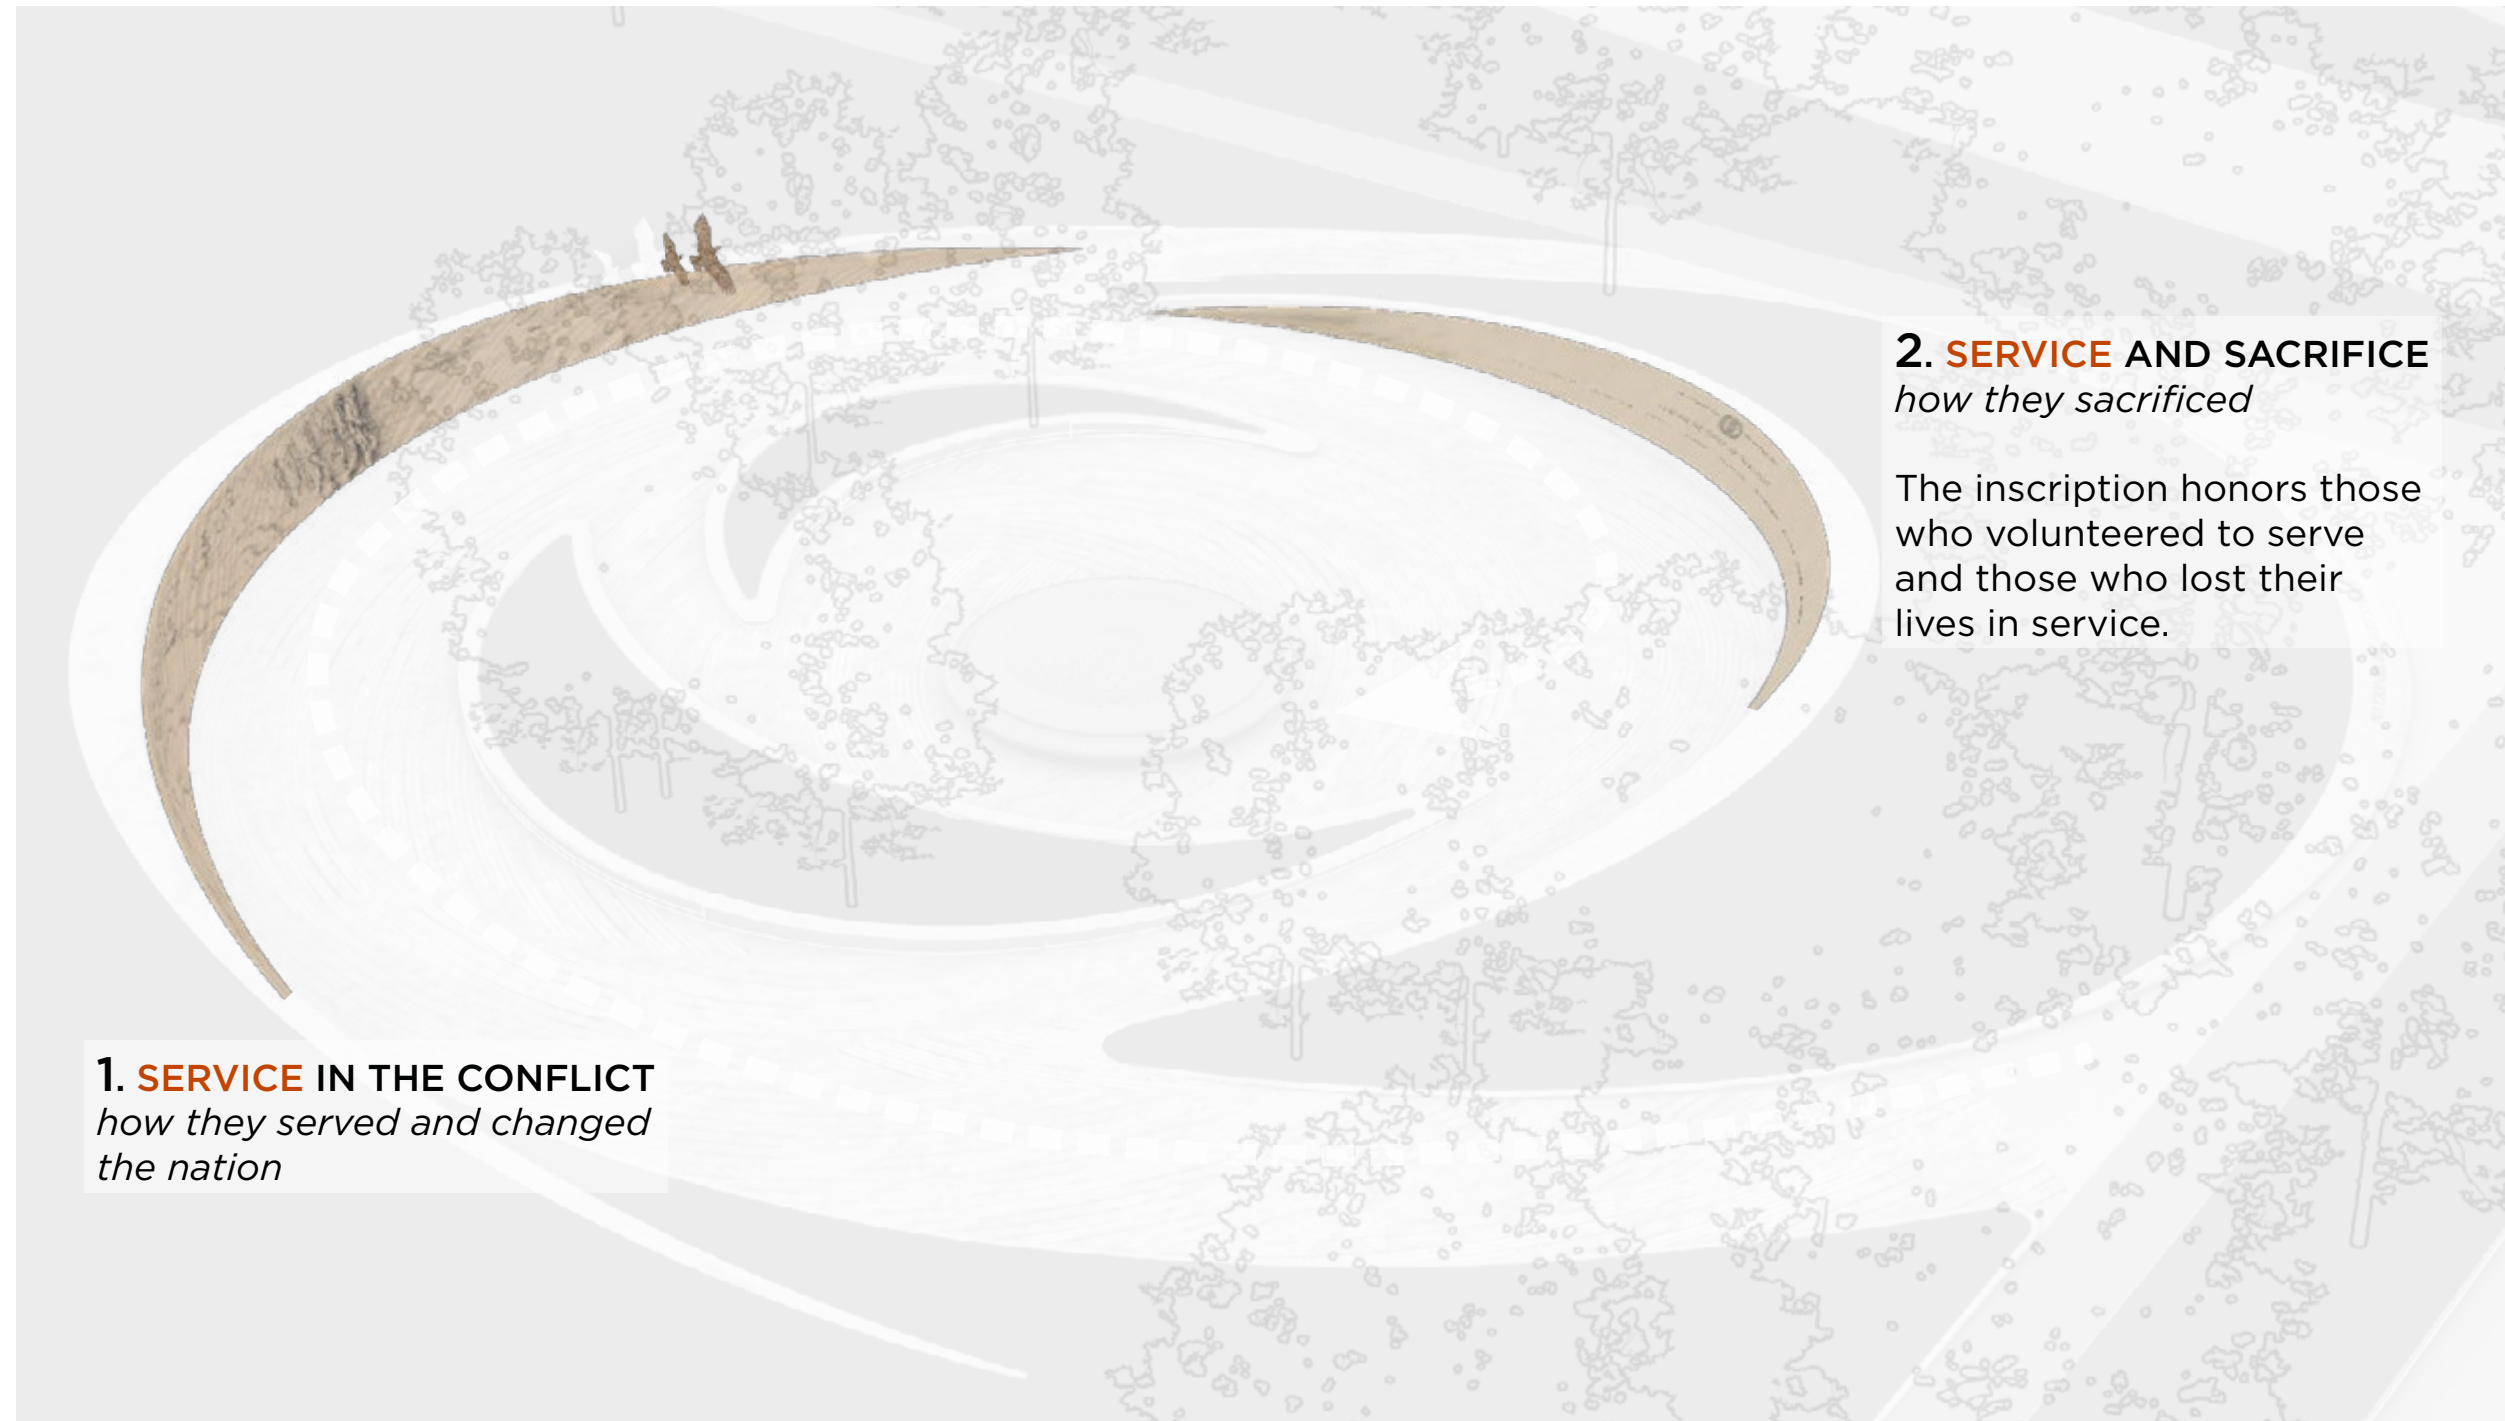 2. SERVICE AND SACRIFICE
how they sacrificed
The inscription honors those
who volunteered to serve
and those who lost their
lives in service.
1. SERVICE IN THE CONFLICT
how they served and changed
the nation